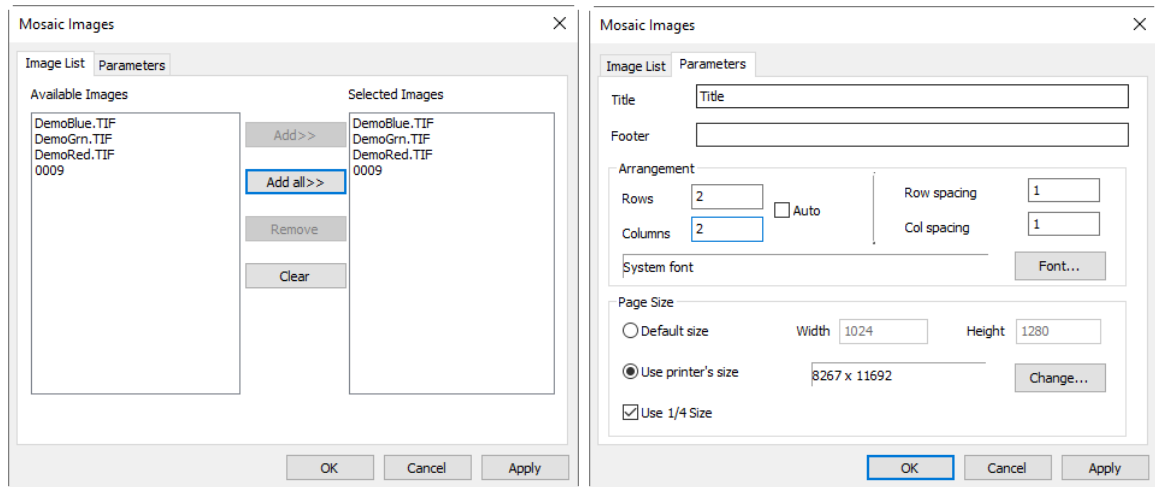 Mosaic Images
Image List Parameters
Available Images Selected Images
DemoBlue.TIF
DemoGrn.TIF
DemoRed.TIF
0009
Add>>
Add all>>
Remove
Clear
DemoBlue.TIF
DemoGrn.TIF
DemoRed.TIF
0009
OK Cancel Apply
Mosaic Images
Image List Parameters
Title Title
Footer
Arrangement
Rows 2
Columns 2
Auto
Row spacing 1
Col spacing 1
System font Font...
Page Size
Default size Width 1024 Height 1280
Use printer's size 8267 x 11692 Change...
Use 1/4 Size
OK Cancel Apply